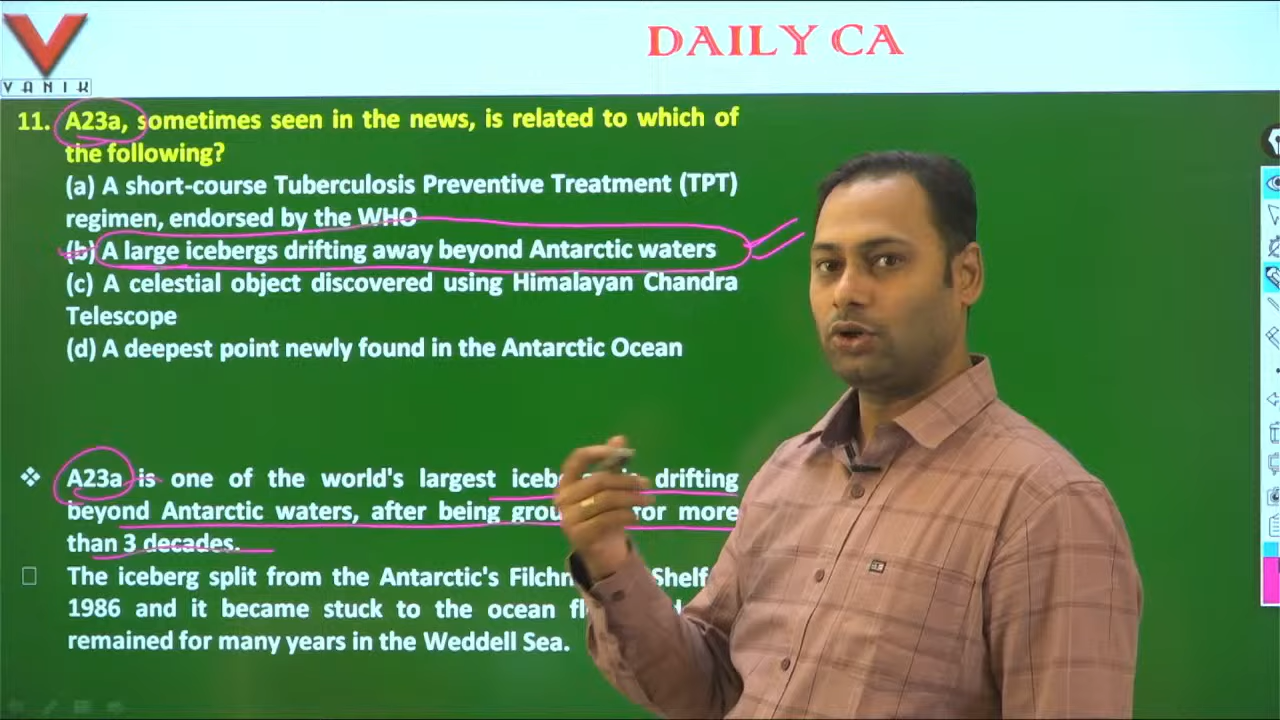 VANIK
DAILY CA
11. A23a, sometimes seen in the news, is related to which of
the following?
(a) A short-course Tuberculosis Preventive Treatment (TPT)
regimen, endorsed by the WHO
(b) A large icebergs drifting away beyond Antarctic waters
(c) A celestial object discovered using Himalayan Chandra
Telescope
(d) A deepest point newly found in the Antarctic Ocean
❖ A23a is one of the world's largest drifting
beyond Antarctic waters, after being for more
than 3 decades.
The iceberg split from the Antarctic's Shelf
1986 and it became stuck to the ocean
remained for many years in the Weddell Sea.